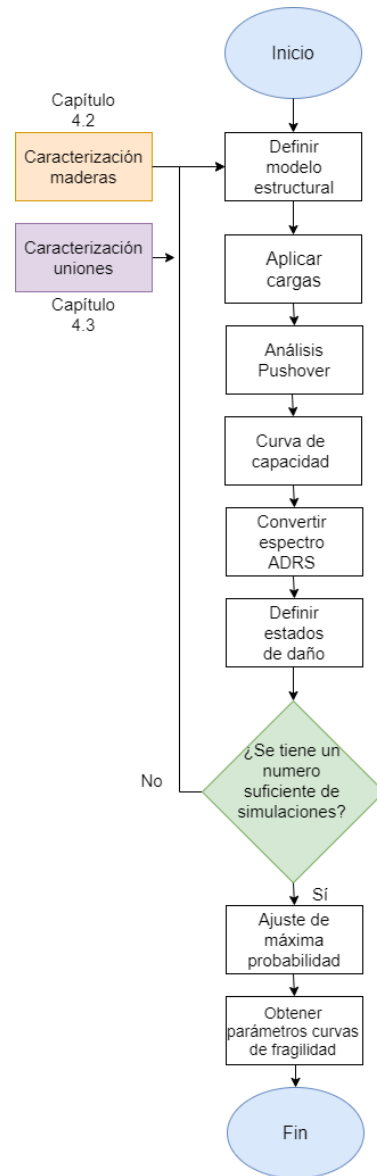 Inicio
Capítulo
4.2
Caracterización
maderas
Definir
modelo
estructural
Caracterización
uniones
Capítulo
4.3
Aplicar
cargas
Análisis
Pushover
Curva de
capacidad
Convertir
espectro
ADRS
Definir
estados
de daño
¿Se tiene un
numero
suficiente de
simulaciones?
No
Sí
Ajuste de
máxima
probabilidad
Obtener
parámetros curvas
de fragilidad
Fin